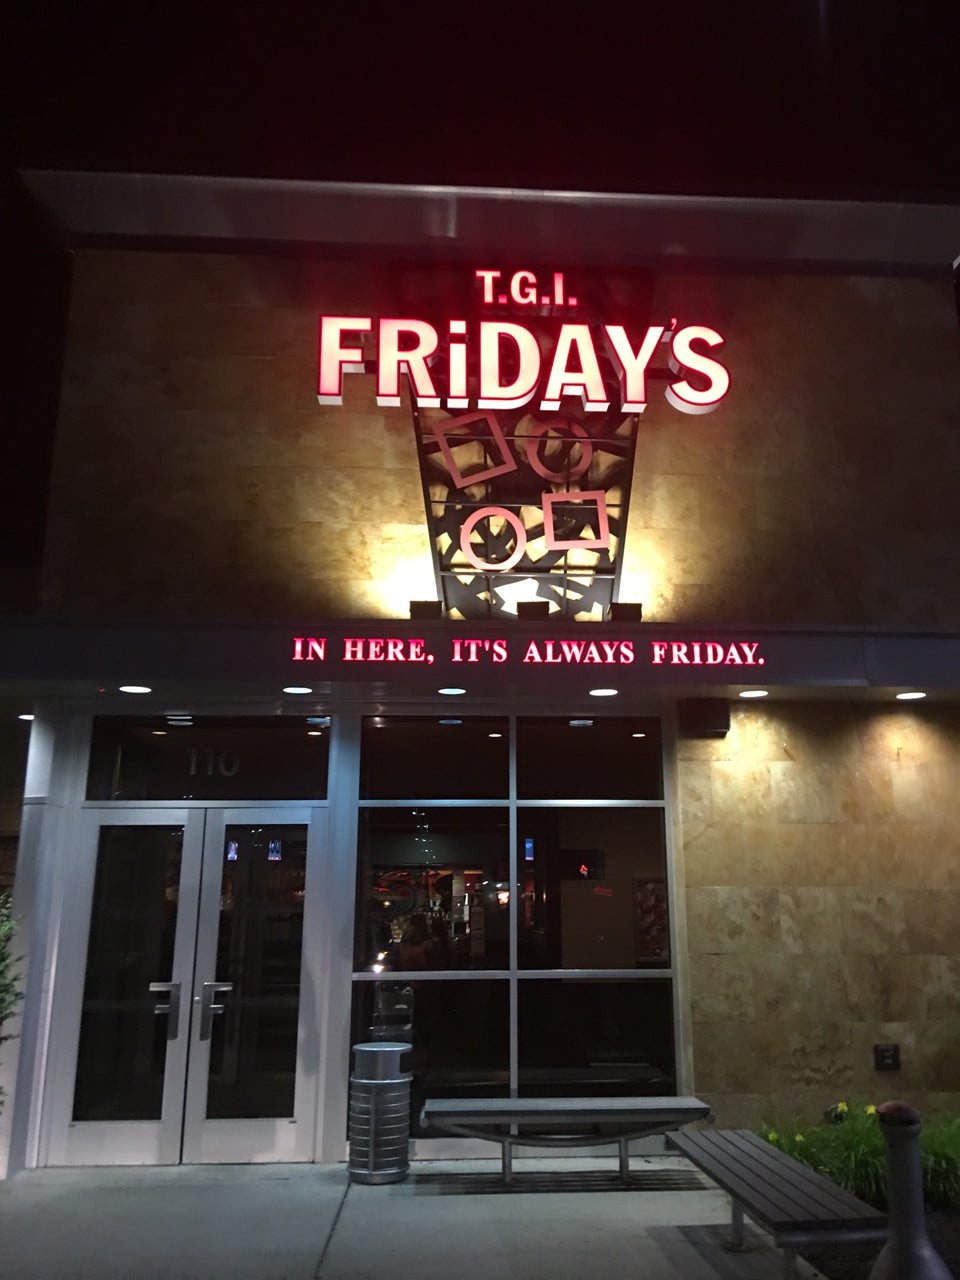 T.G.I.
FRiDAY'S
IN HERE, IT'S ALWAYS FRIDAY.
110